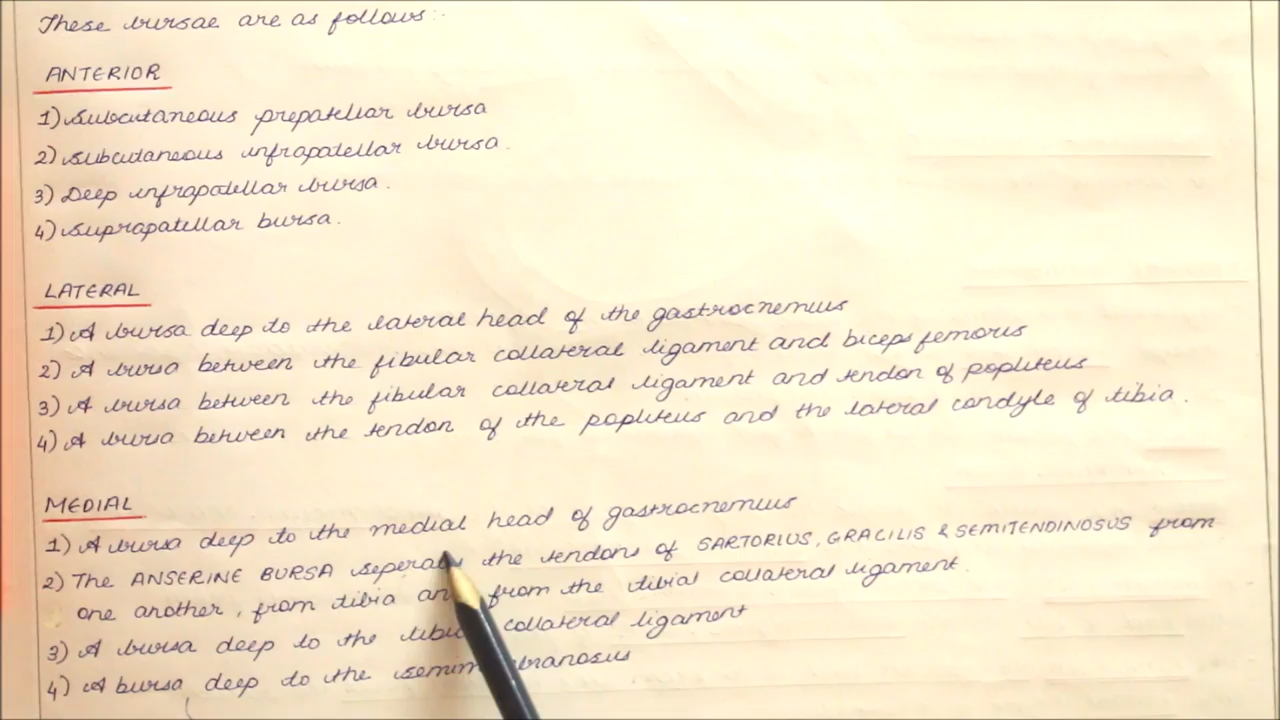 These bursae are as follows:-
ANTERIOR
1) Subcutaneous prepatellar bursa
2) Subcutaneous infrapatellar bursa.
3) Deep infrapatellar bursa.
4) Suprapatellar bursa.
LATERAL
1) A bursa deep to the lateral head of the gastrocnemius
2) A bursa between the fibular collateral ligament and biceps femoris
3) A bursa between the fibular collateral ligament and tendon of popliteus
4) A bursa between the tendon of the popliteus and the lateral condyle of tibia.
MEDIAL
1) A bursa deep to the medial head of gastrocnemius
2) The ANSERINE BURSA the tendons of SARTORIUS, GRACILIS & SEMITENDINOSUS from
one another, from tibia from the tibial collateral ligament.
3) A bursa deep to the collateral ligament
4) A bursa deep to the